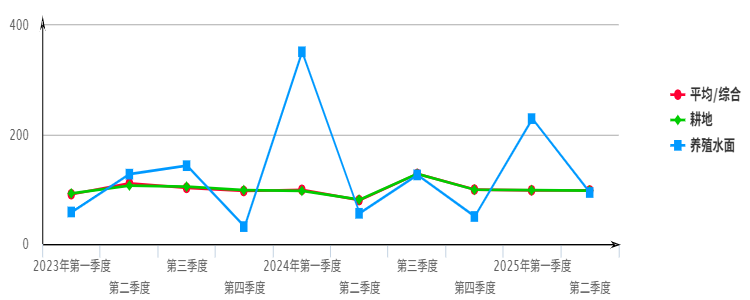 400
200
0
2023年第一季度
第二季度
第三季度
第四季度
2024年第一季度
第二季度
第三季度
第四季度
2025年第一季度
第二季度
平均/综合
耕地
养殖水面